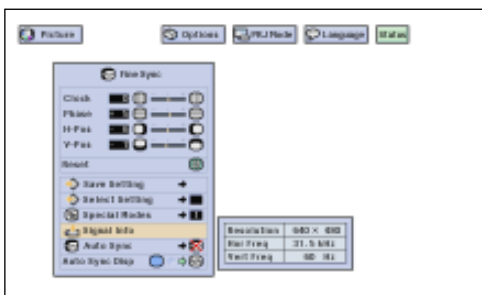 Picture
Options
PRJ Mode
Language
Status
Fine Sync
Clock
Phase
H-Pos
V-Pos
Reset
Save Setting
Select Setting
Special Modes
Signal Info
Auto Sync
Auto Sync Disp
Resolution 640 × 480
Hor Freq 31.5 kHz
Vert Freq 60 Hz